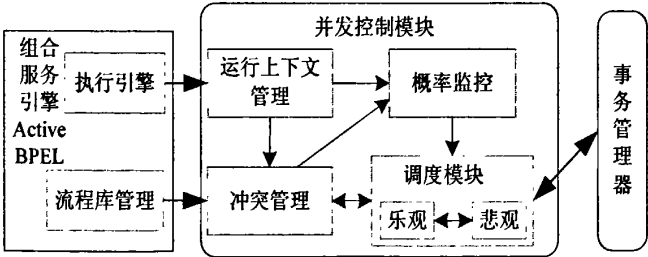 组合
服务
引擎
Active
BPEL
执行引擎
流程库管理
并发控制模块
运行上下文
管理
概率监控
冲突管理
调度模块
乐观
悲观
事务管理器